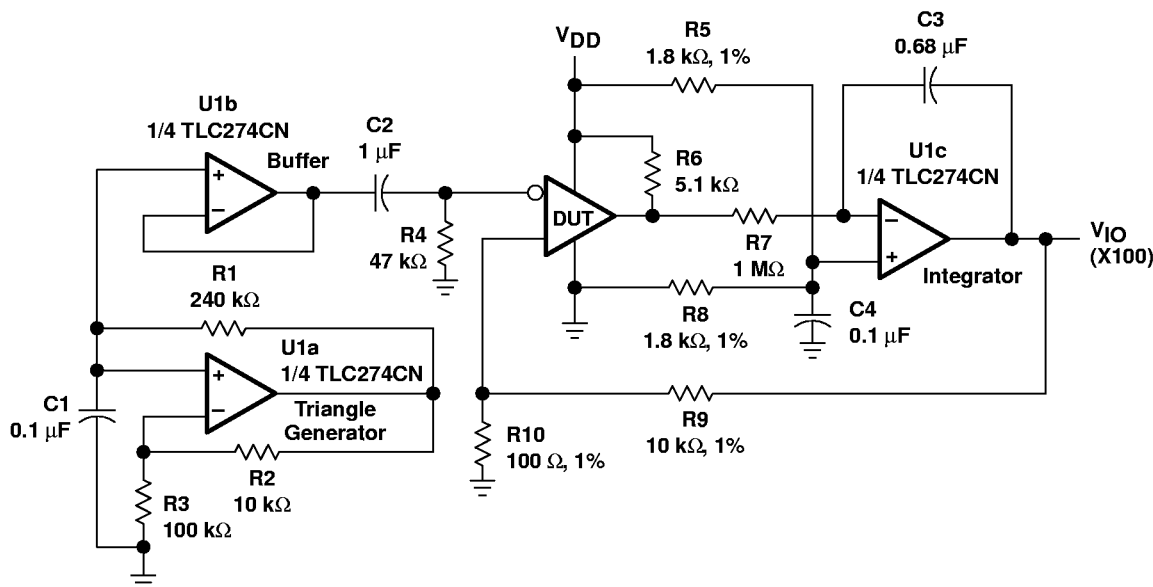 V_DD
R5
1.8 kΩ, 1%
C3
0.68 μF
U1b
1/4 TLC274CN
Buffer
C2
1 μF
R6
5.1 kΩ
U1c
1/4 TLC274CN
+
−
DUT
R4
47 kΩ
R7
1 MΩ
−
+
Integrator
V_IO
(X100)
R1
240 kΩ
R8
1.8 kΩ, 1%
C4
0.1 μF
U1a
1/4 TLC274CN
+
−
Triangle
Generator
C1
0.1 μF
R9
10 kΩ, 1%
R10
100 Ω, 1%
R2
10 kΩ
R3
100 kΩ